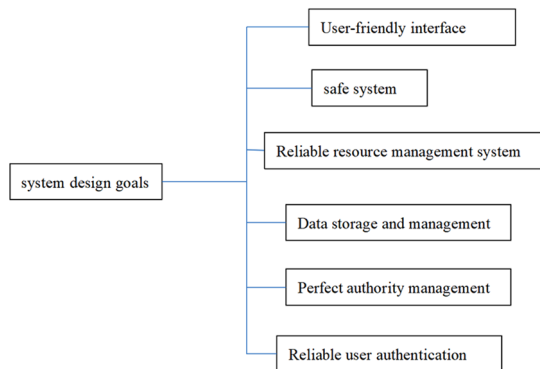 User-friendly interface
safe system
Reliable resource management system
system design goals
Data storage and management
Perfect authority management
Reliable user authentication